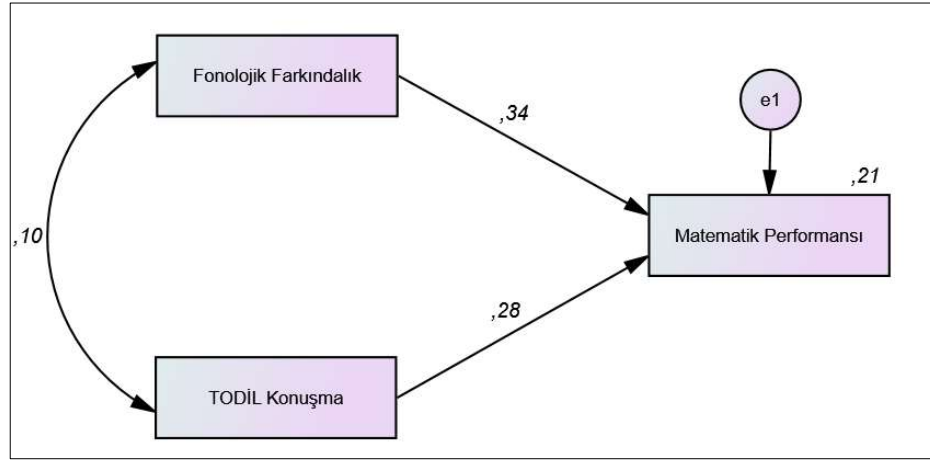 Fonolojik Farkındalık
e1
,34
,21
Matematik Performansı
,10
,28
TODİL Konuşma